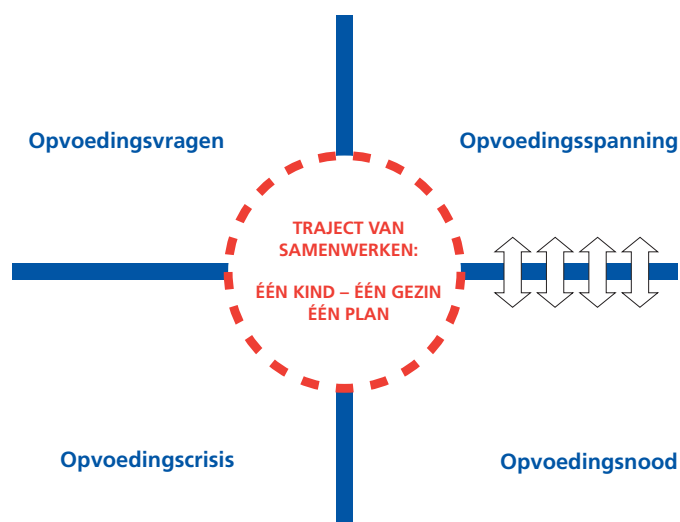 Opvoedingsvragen
Opvoedingsspanning
TRAJECT VAN
SAMENWERKEN:
ÉÉN KIND – ÉÉN GEZIN
ÉÉN PLAN
Opvoedingscrisis
Opvoedingsnood